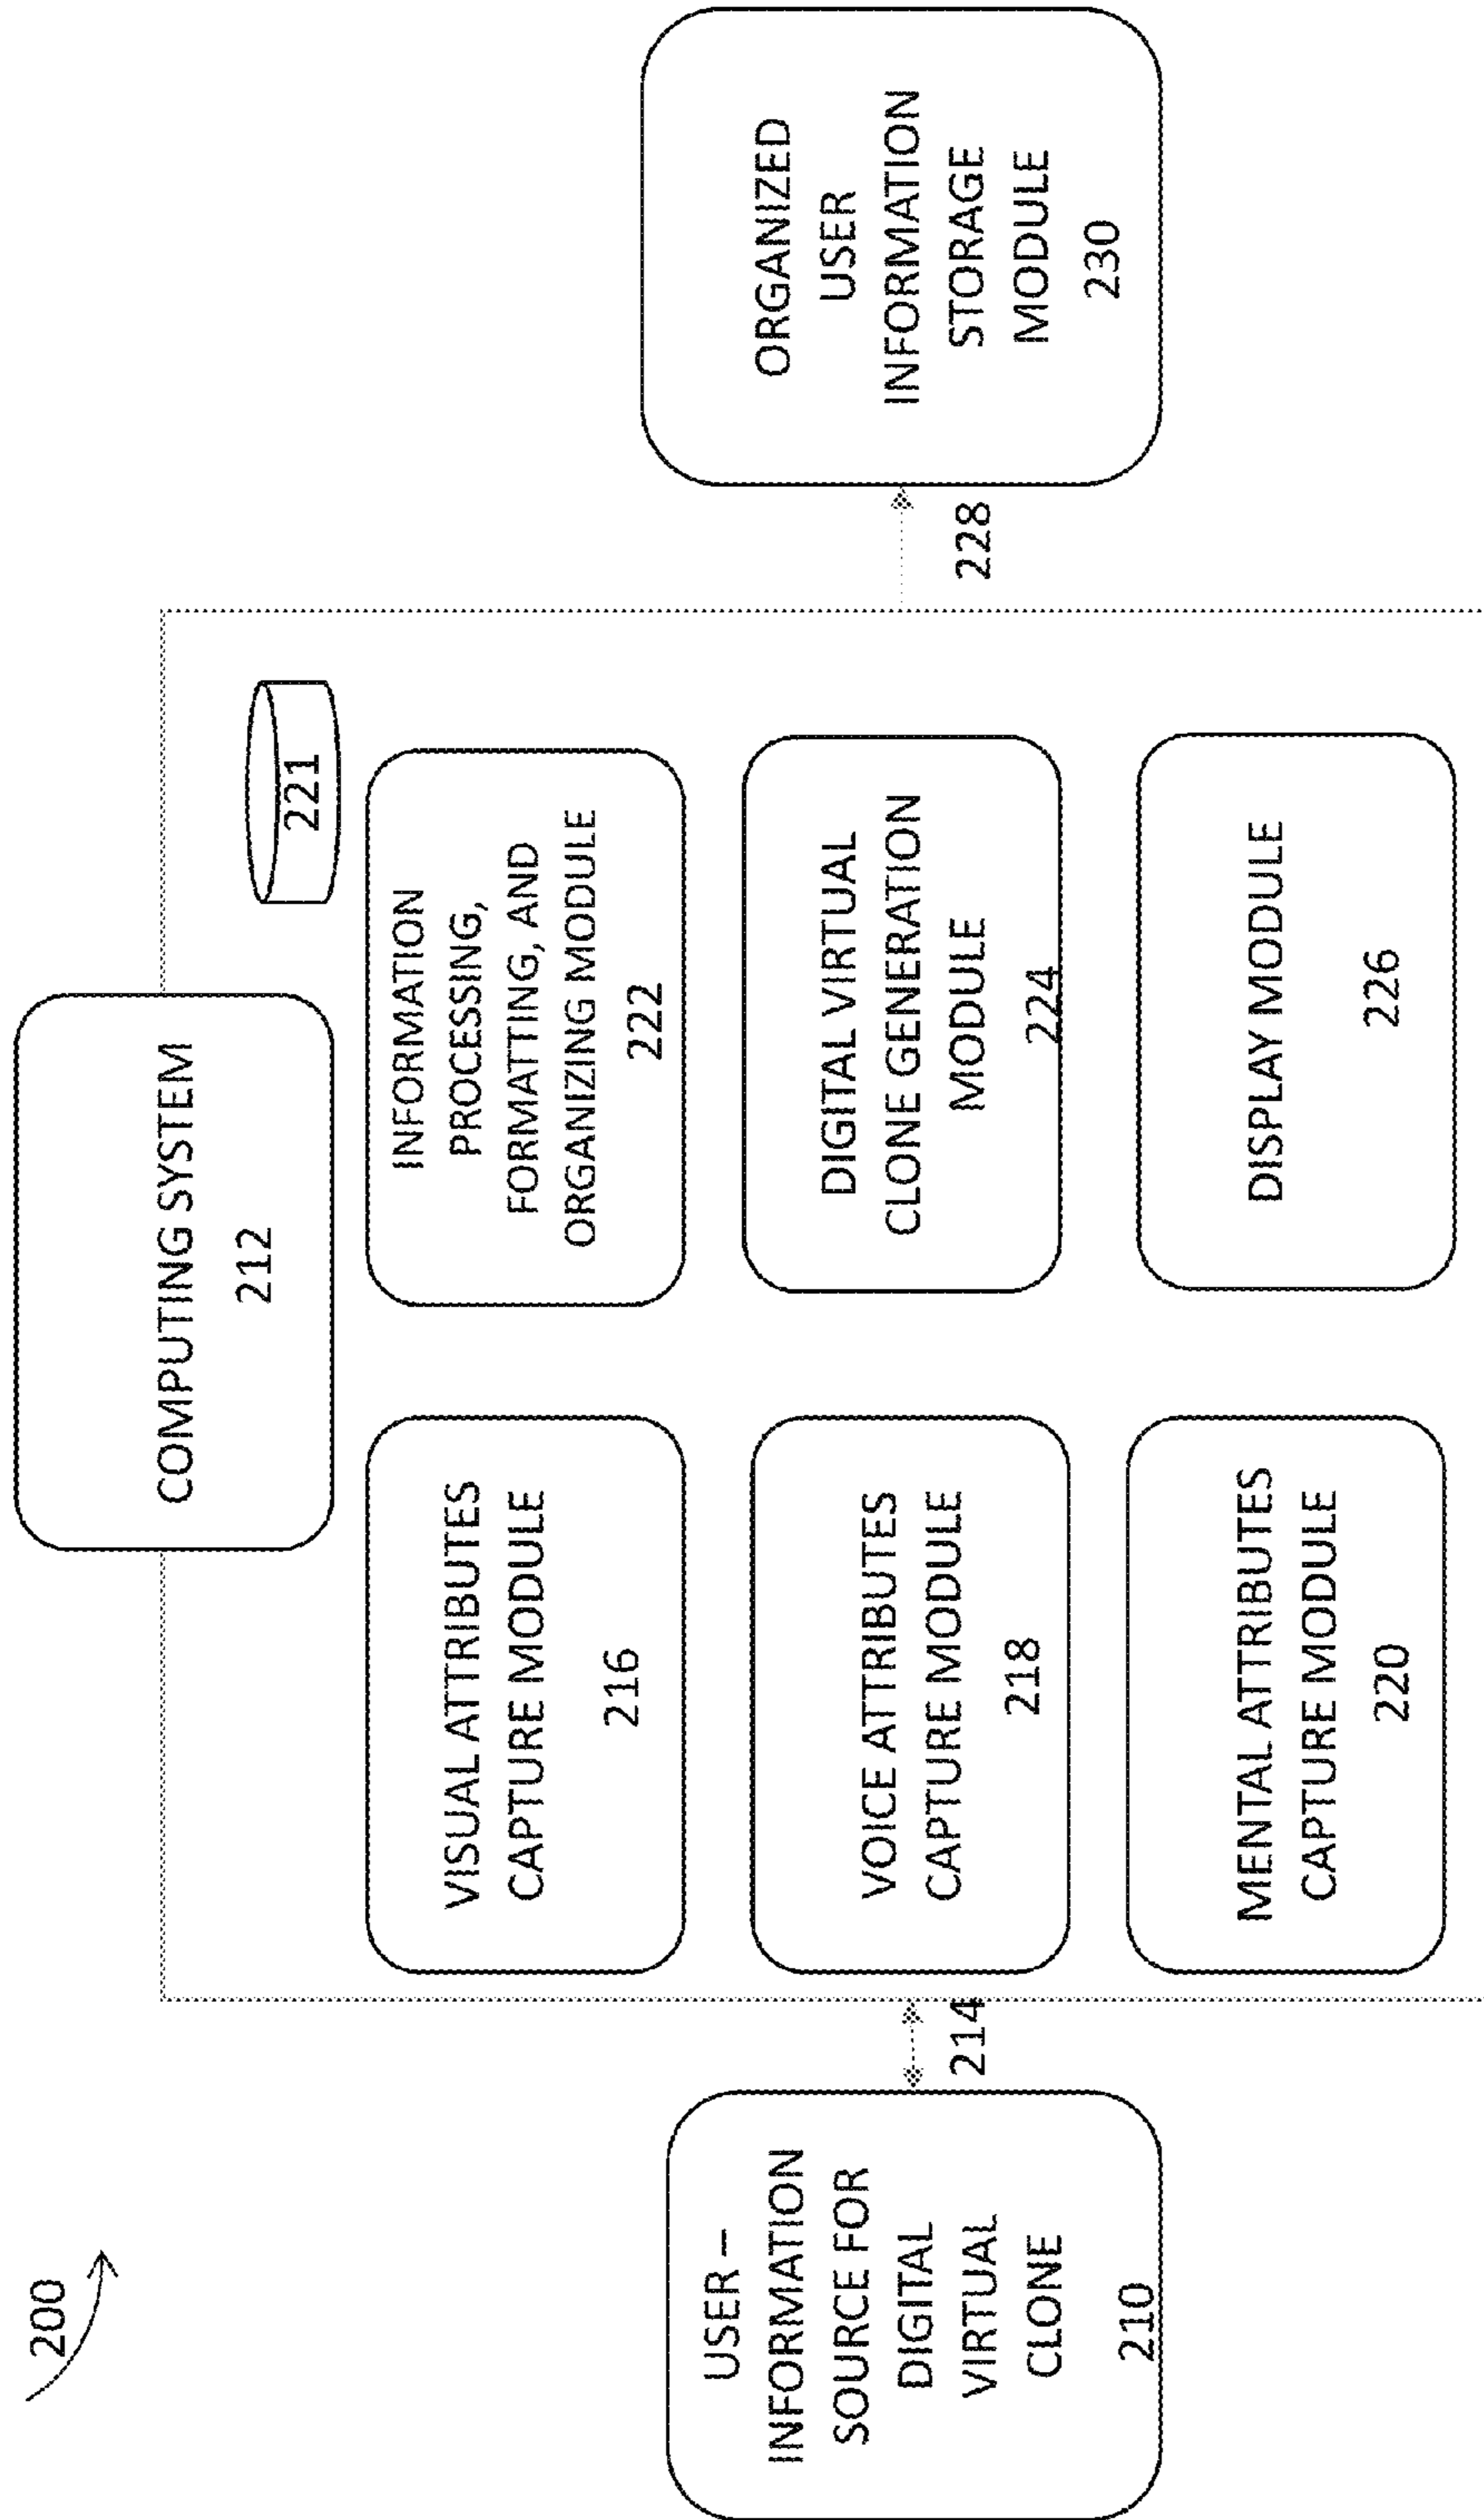 200
COMPUTING SYSTEM
212
USER –
INFORMATION
SOURCE FOR
DIGITAL
VIRTUAL
CLONE
210
214
VISUAL ATTRIBUTES
CAPTURE MODULE
216
VOICE ATTRIBUTES
CAPTURE MODULE
218
MENTAL ATTRIBUTES
CAPTURE MODULE
220
221
INFORMATION
PROCESSING,
FORMATTING, AND
ORGANIZING MODULE
222
DIGITAL VIRTUAL
CLONE GENERATION
MODULE
224
DISPLAY MODULE
226
228
ORGANIZED
USER
INFORMATION
STORAGE
MODULE
230